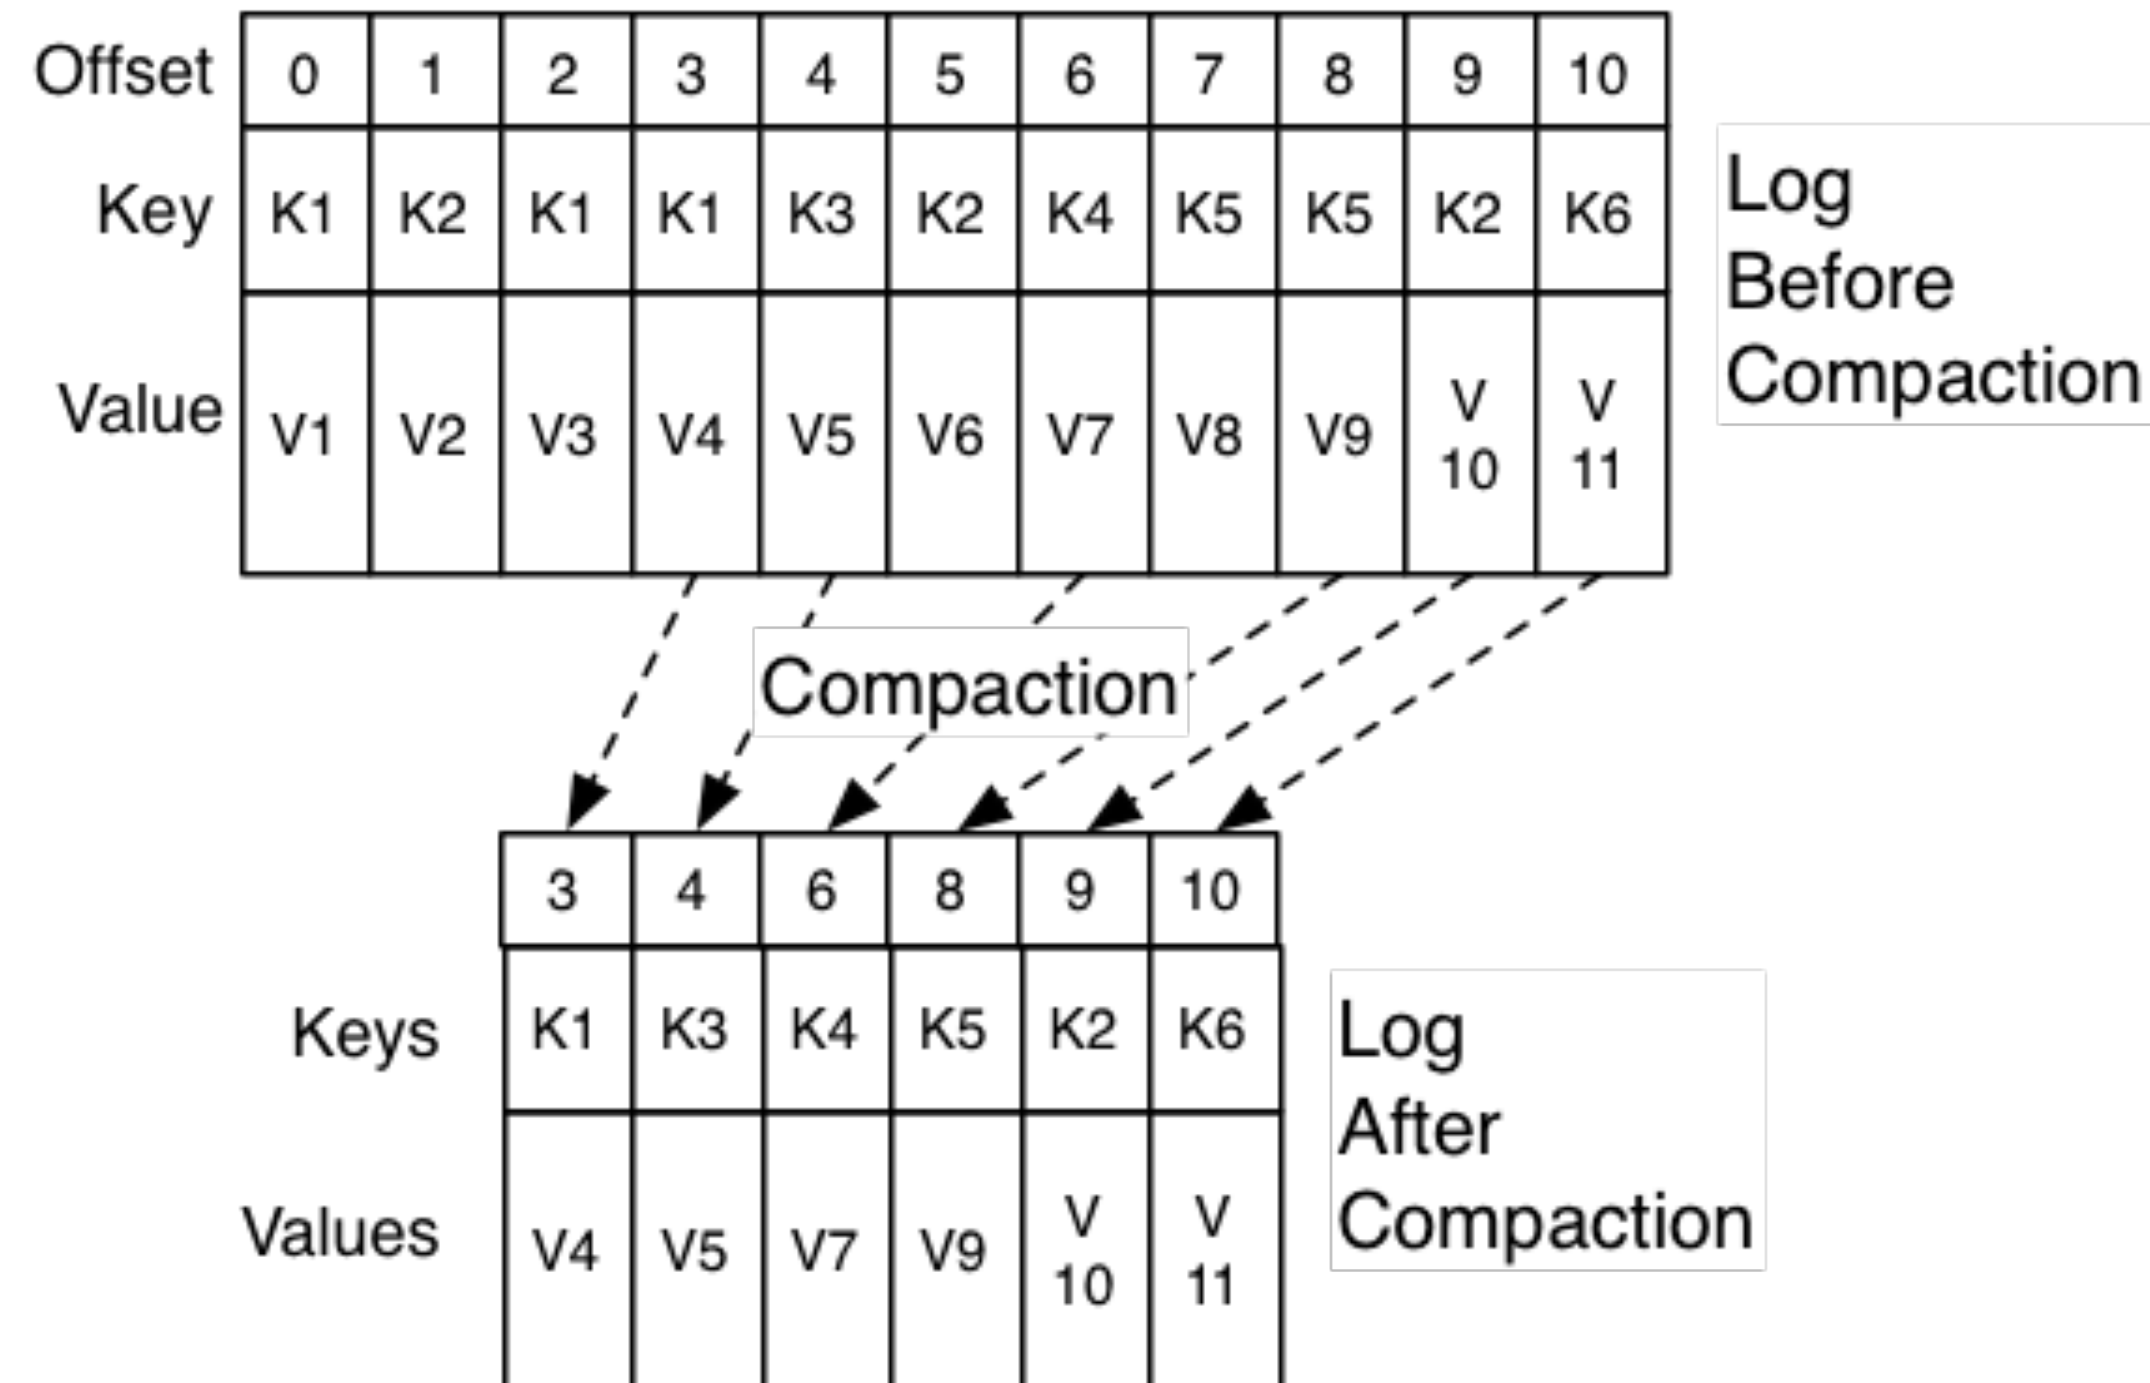 Offset 0 1 2 3 4 5 6 7 8 9 10
Key K1 K2 K1 K1 K3 K2 K4 K5 K5 K2 K6
Value V1 V2 V3 V4 V5 V6 V7 V8 V9 V 10 V 11
Log
Before
Compaction
Compaction
3 4 6 8 9 10
Keys K1 K3 K4 K5 K2 K6
Values V4 V5 V7 V9 V 10 V 11
Log
After
Compaction